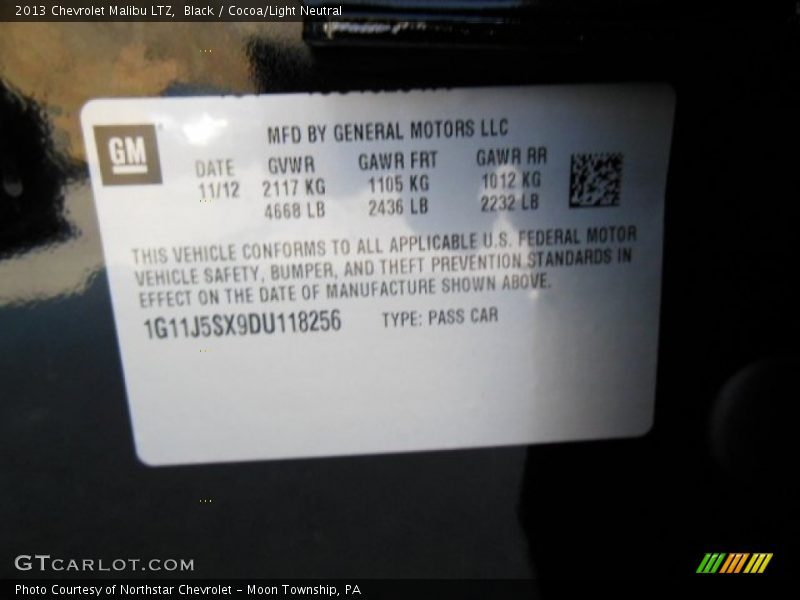 2013 Chevrolet Malibu LTZ, Black / Cocoa/Light Neutral
GM
MFD BY GENERAL MOTORS LLC
DATE GVWR GAWR FRT GAWR RR
11/12 2117 KG 1105 KG 1012 KG
4668 LB 2436 LB 2232 LB
THIS VEHICLE CONFORMS TO ALL APPLICABLE U.S. FEDERAL MOTOR
VEHICLE SAFETY, BUMPER, AND THEFT PREVENTION STANDARDS IN
EFFECT ON THE DATE OF MANUFACTURE SHOWN ABOVE.
1G11J5SX9DU118256 TYPE: PASS CAR
GTCARLOT.COM
Photo Courtesy of Northstar Chevrolet - Moon Township, PA